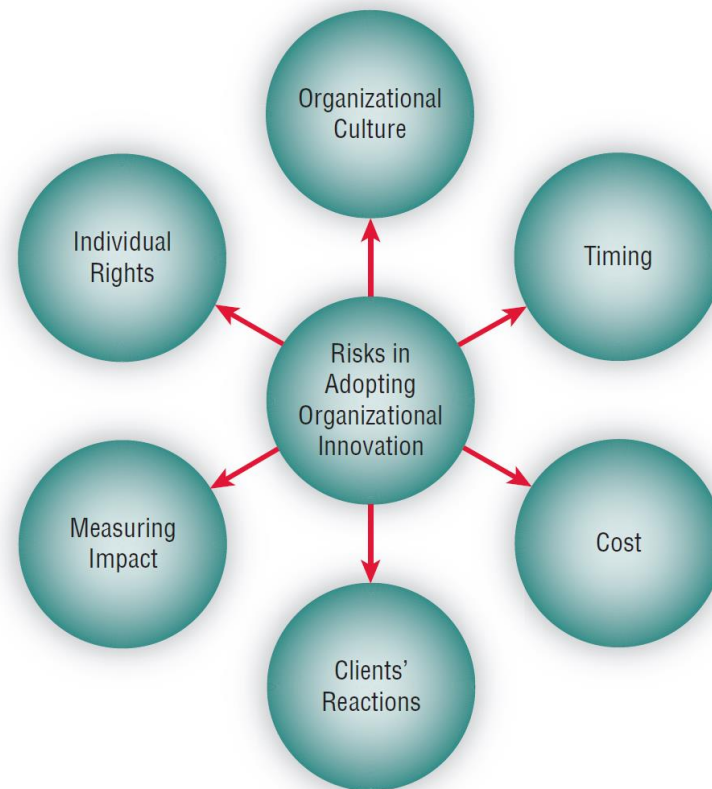 Organizational
Culture
Individual
Rights
Timing
Risks in
Adopting
Organizational
Innovation
Measuring
Impact
Cost
Clients’
Reactions